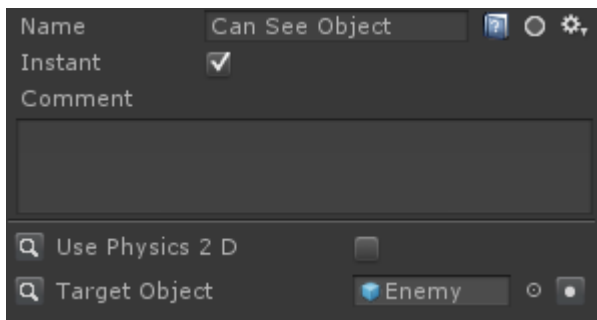 Name Can See Object
Instant
Comment
Use Physics 2 D
Target Object Enemy